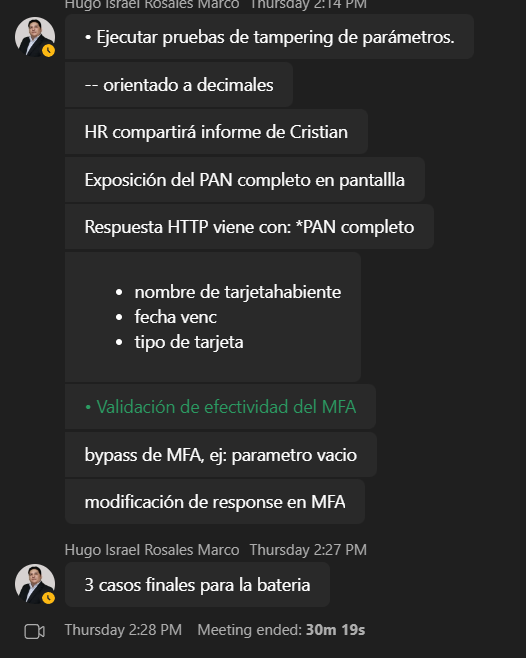 Hugo Israel Rosales Marco Thursday 2:14 PM
• Ejecutar pruebas de tampering de parámetros.
-- orientado a decimales
HR compartirá informe de Cristian
Exposición del PAN completo en pantallla
Respuesta HTTP viene con: *PAN completo
• nombre de tarjetahabiente
• fecha venc
• tipo de tarjeta
• Validación de efectividad del MFA
bypass de MFA, ej: parametro vacio
modificación de response en MFA
Hugo Israel Rosales Marco Thursday 2:27 PM
3 casos finales para la bateria
Thursday 2:28 PM Meeting ended: 30m 19s